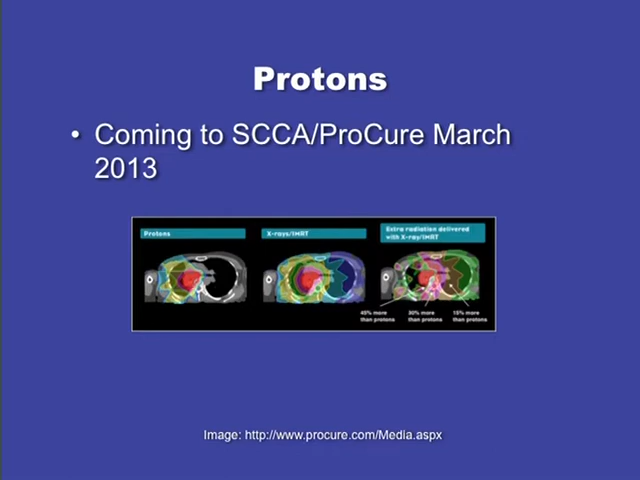 Protons
• Coming to SCCA/ProCure March
2013
Protons
X-rays/IMRT
Extra radiation delivered
with X-ray/IMRT
45% more
than protons
30% more
than protons
15% more
than protons
Image: http://www.procure.com/Media.aspx